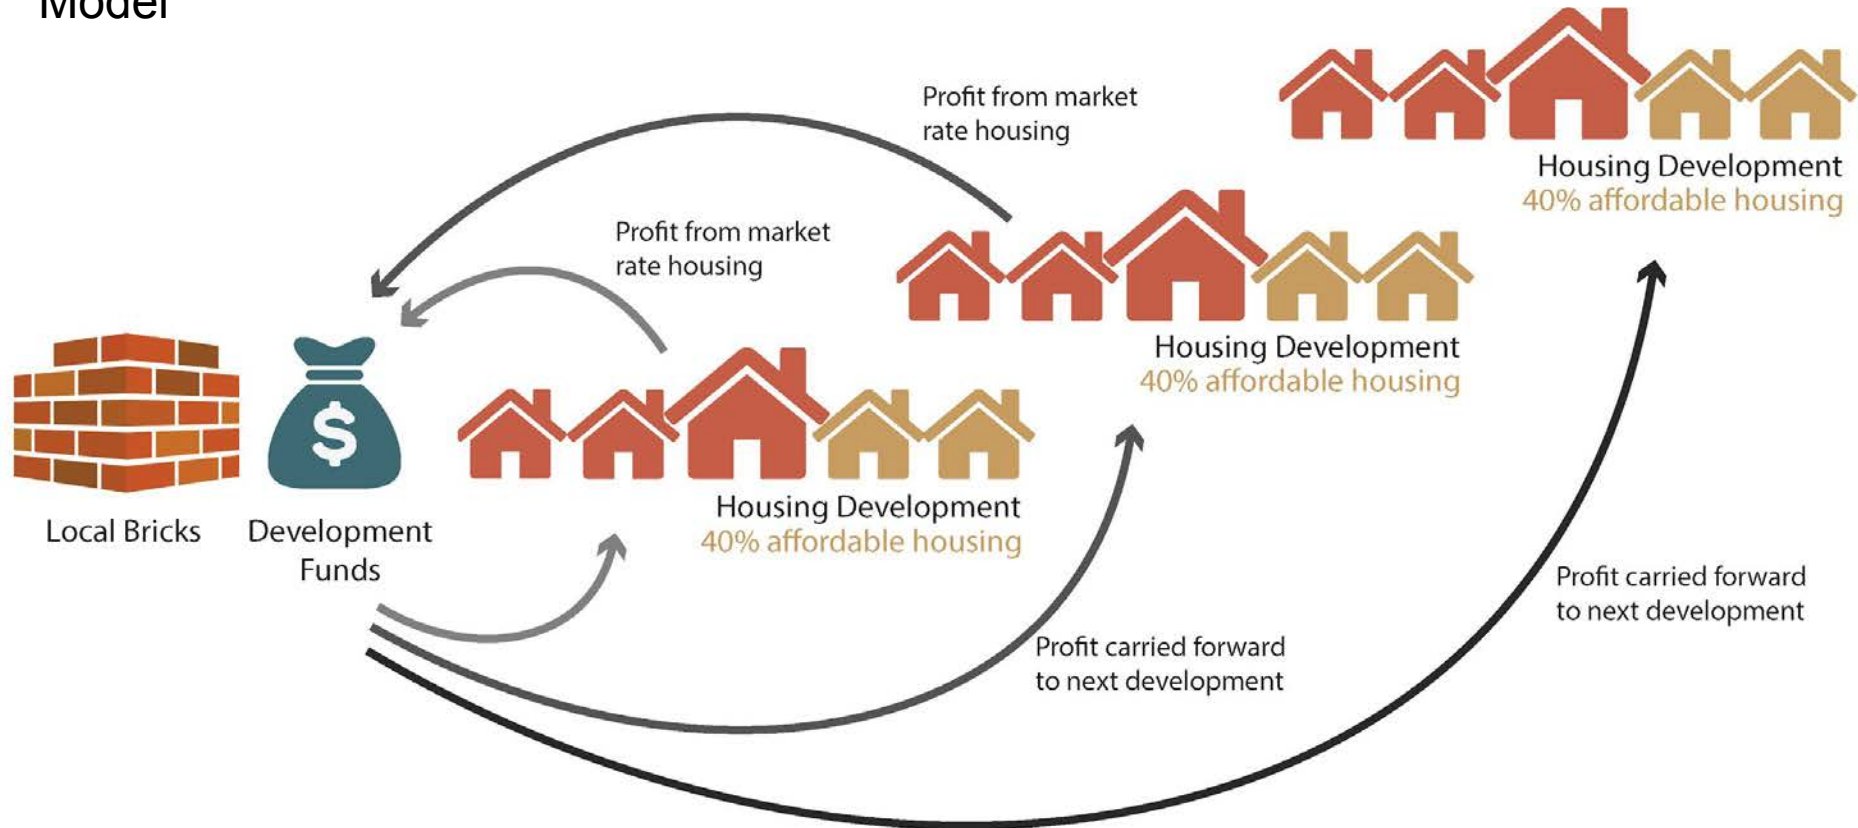 Model
Profit from market
rate housing
Housing Development
40% affordable housing
Profit from market
rate housing
Housing Development
40% affordable housing
$
Local Bricks
Development
Funds
Housing Development
40% affordable housing
Profit carried forward
to next development
Profit carried forward
to next development